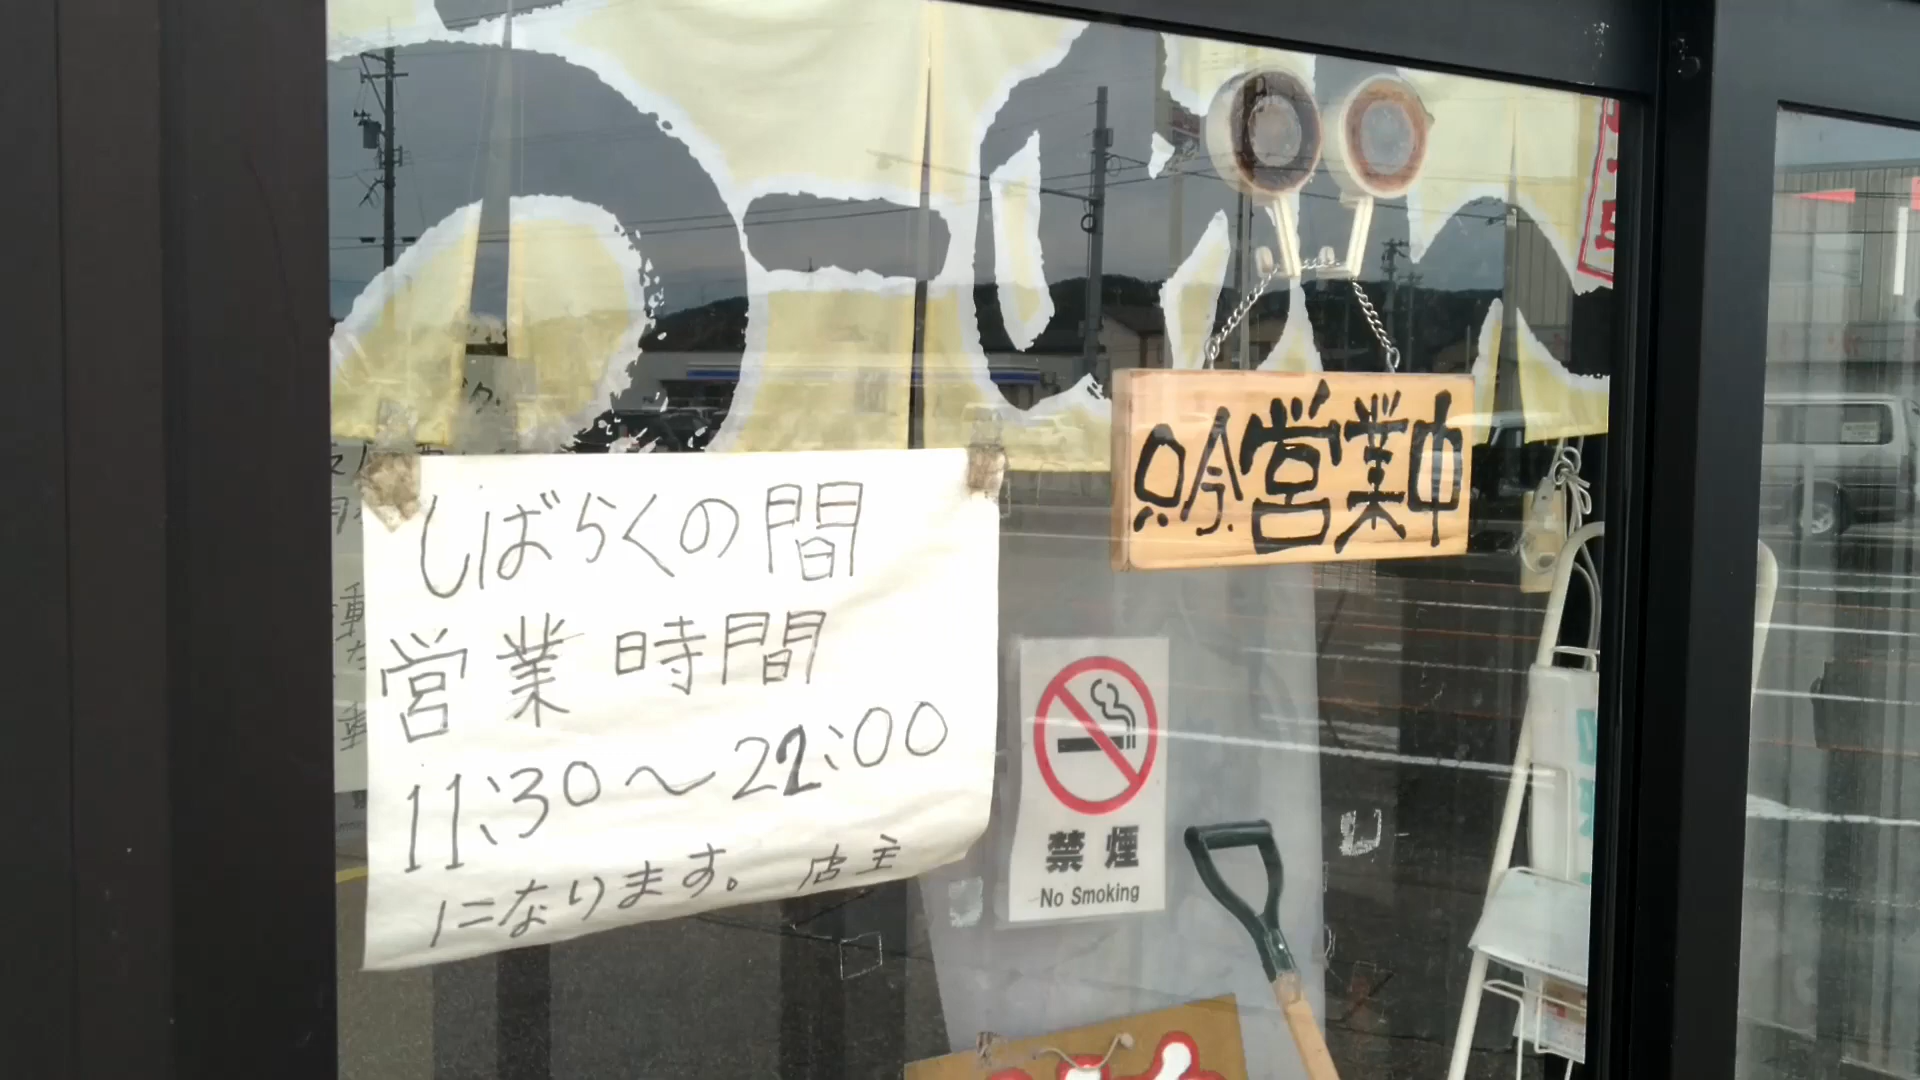 しばらくの間
営業時間
11:30～22:00
になります。 店主
只今営業中
禁煙
No Smoking